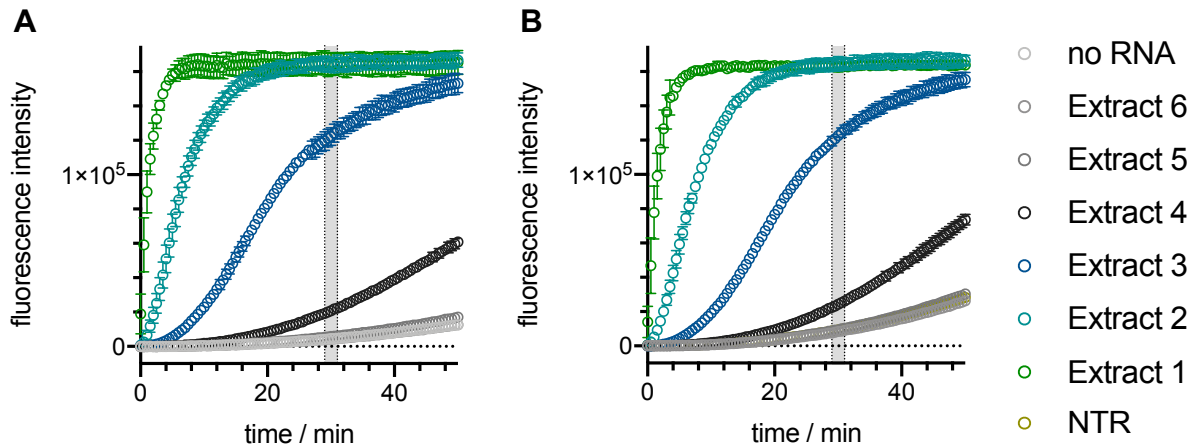 A
fluorescence intensity
1×10⁵
0
0
20
40
time / min
B
fluorescence intensity
1×10⁵
0
0
20
40
time / min
no RNA
Extract 6
Extract 5
Extract 4
Extract 3
Extract 2
Extract 1
NTR